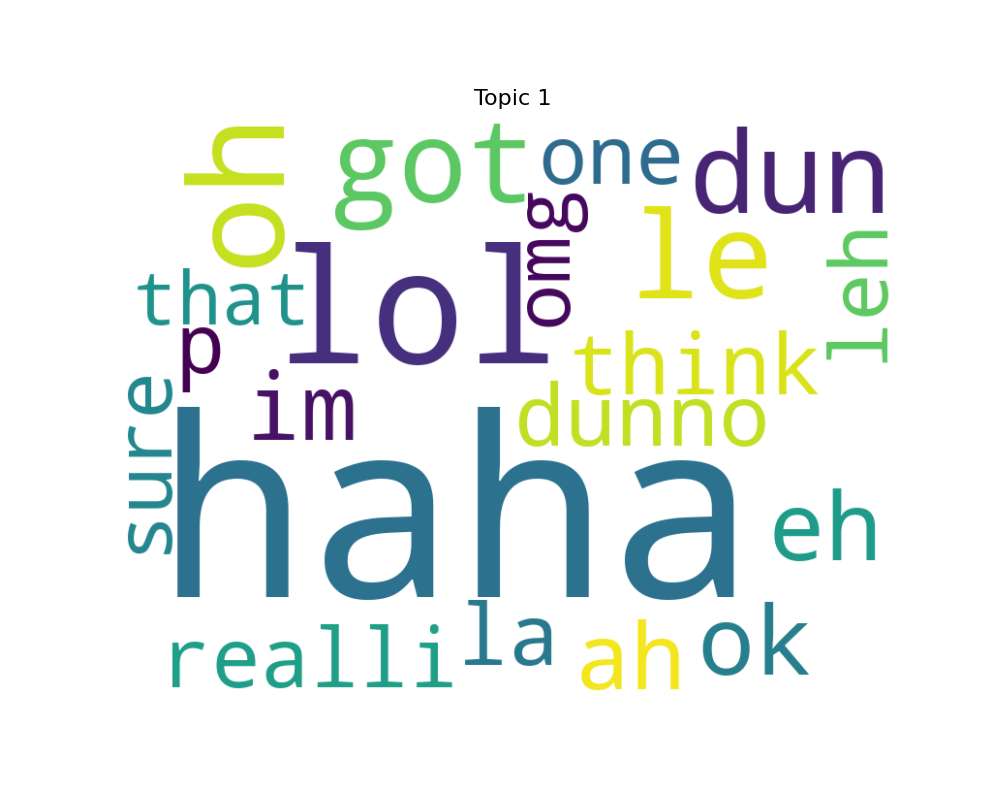 Topic 1
oh
got
one
dun
omg
le
leh
that
lol
p
think
im
dunno
sure
haha
eh
realli
la
ah
ok